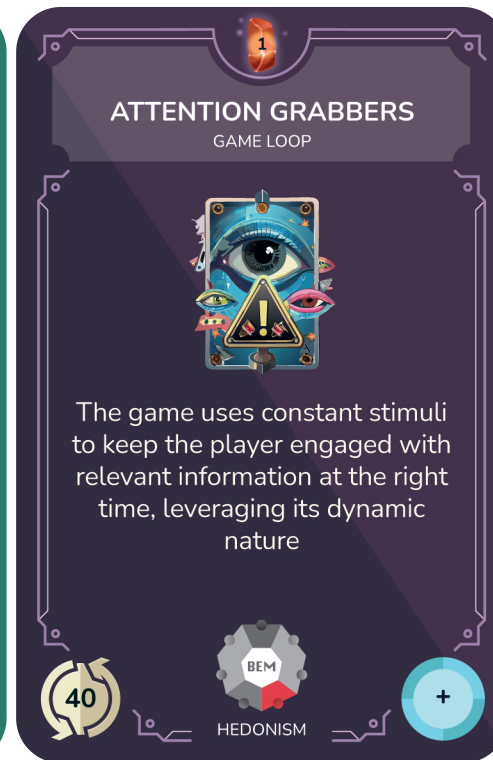 1
ATTENTION GRABBERS
GAME LOOP
!
The game uses constant stimuli
to keep the player engaged with
relevant information at the right
time, leveraging its dynamic
nature
BEM
40
+
HEDONISM